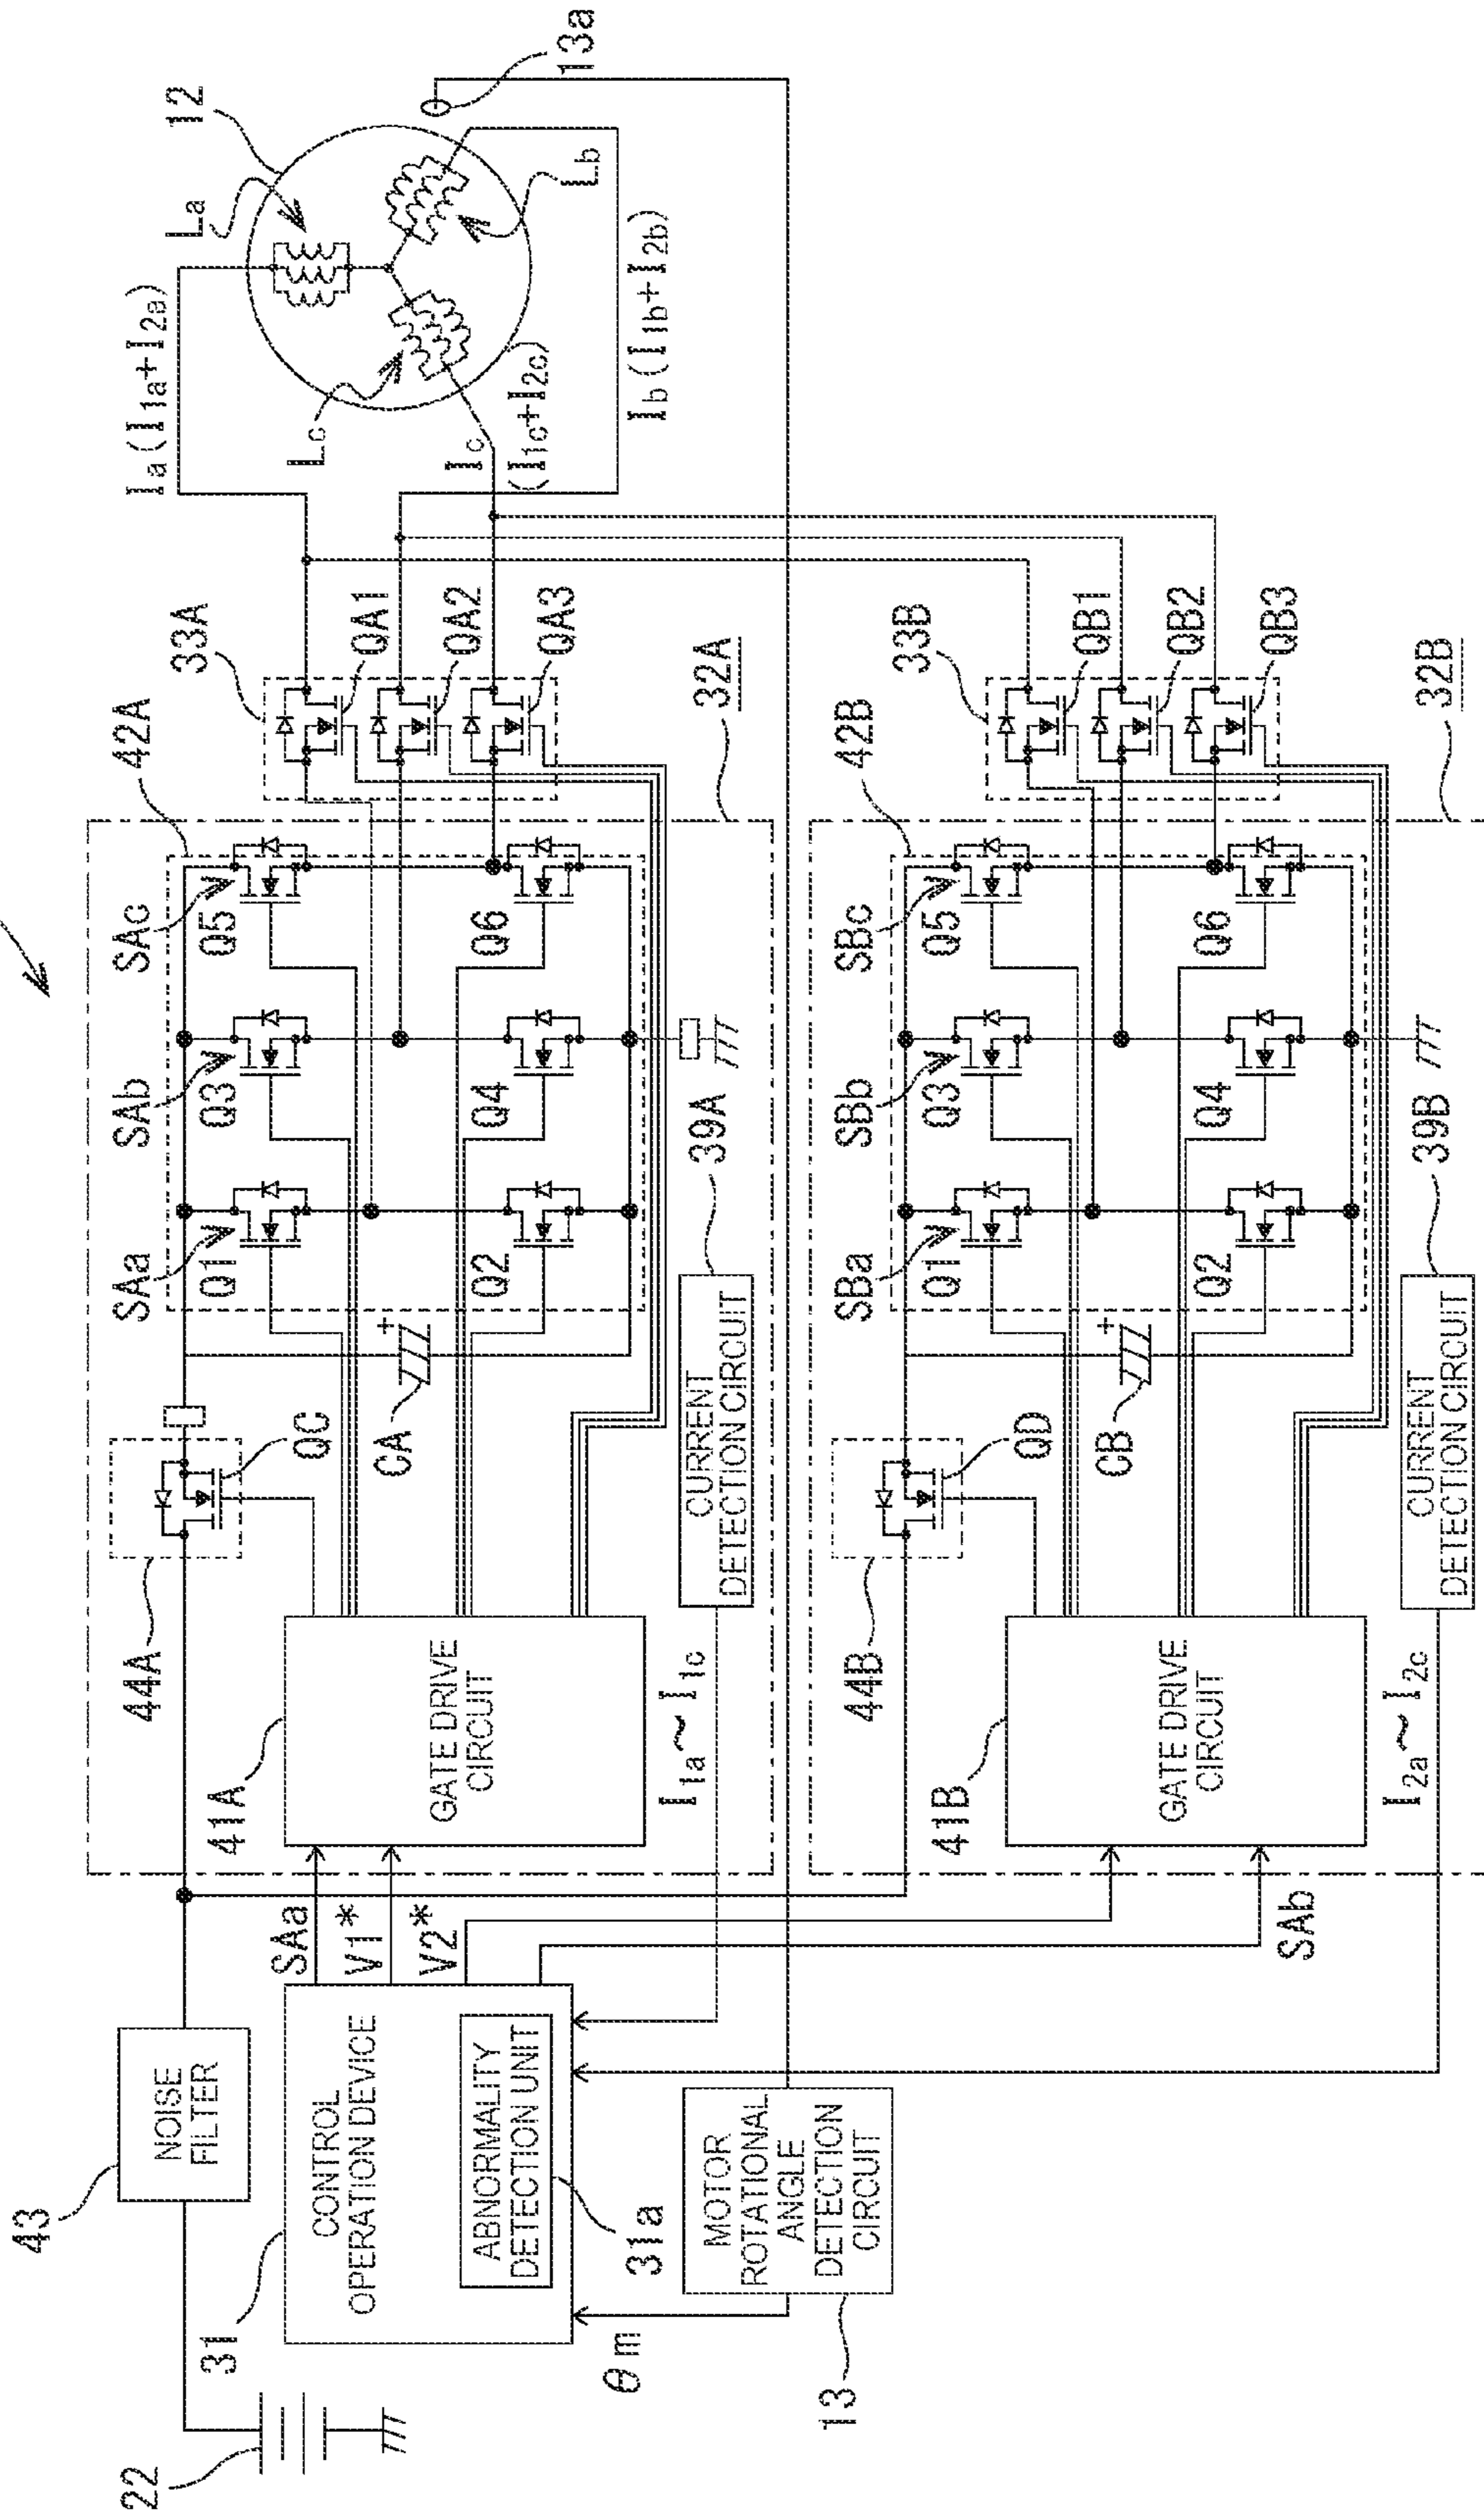 43
NOISE
FILTER
22
31
CONTROL
OPERATION DEVICE
ABNORMALITY
DETECTION UNIT
31a
θm
MOTOR
ROTATIONAL
ANGLE
DETECTION
CIRCUIT
13
SAa
V1*
V2*
SAb
41A
GATE DRIVE
CIRCUIT
44A
QC
CA
+
I1a~I1c
CURRENT
DETECTION CIRCUIT
39A
SAa
Q1
Q2
SAb
Q3
Q4
SAc
Q5
Q6
42A
32A
33A
QA1
QA2
QA3
Ia(I1a+I2a)
La
12
Lc
Ic
(I1c+I2c)
Lb
Ib(I1b+I2b)
13a
41B
GATE DRIVE
CIRCUIT
44B
QD
CB
+
I2a~I2c
CURRENT
DETECTION CIRCUIT
39B
SBa
Q1
Q2
SBb
Q3
Q4
SBc
Q5
Q6
42B
32B
33B
QB1
QB2
QB3